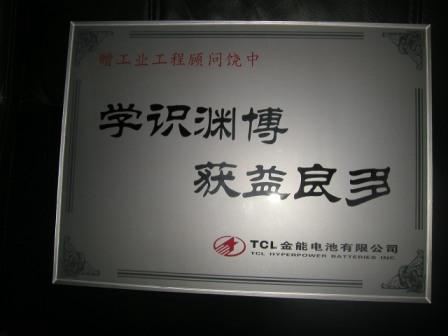 赠工业工程顾问饶中
学识渊博
获益良多
TCL金能电池有限公司
TCL HYPERPOWER BATTERIES INC.